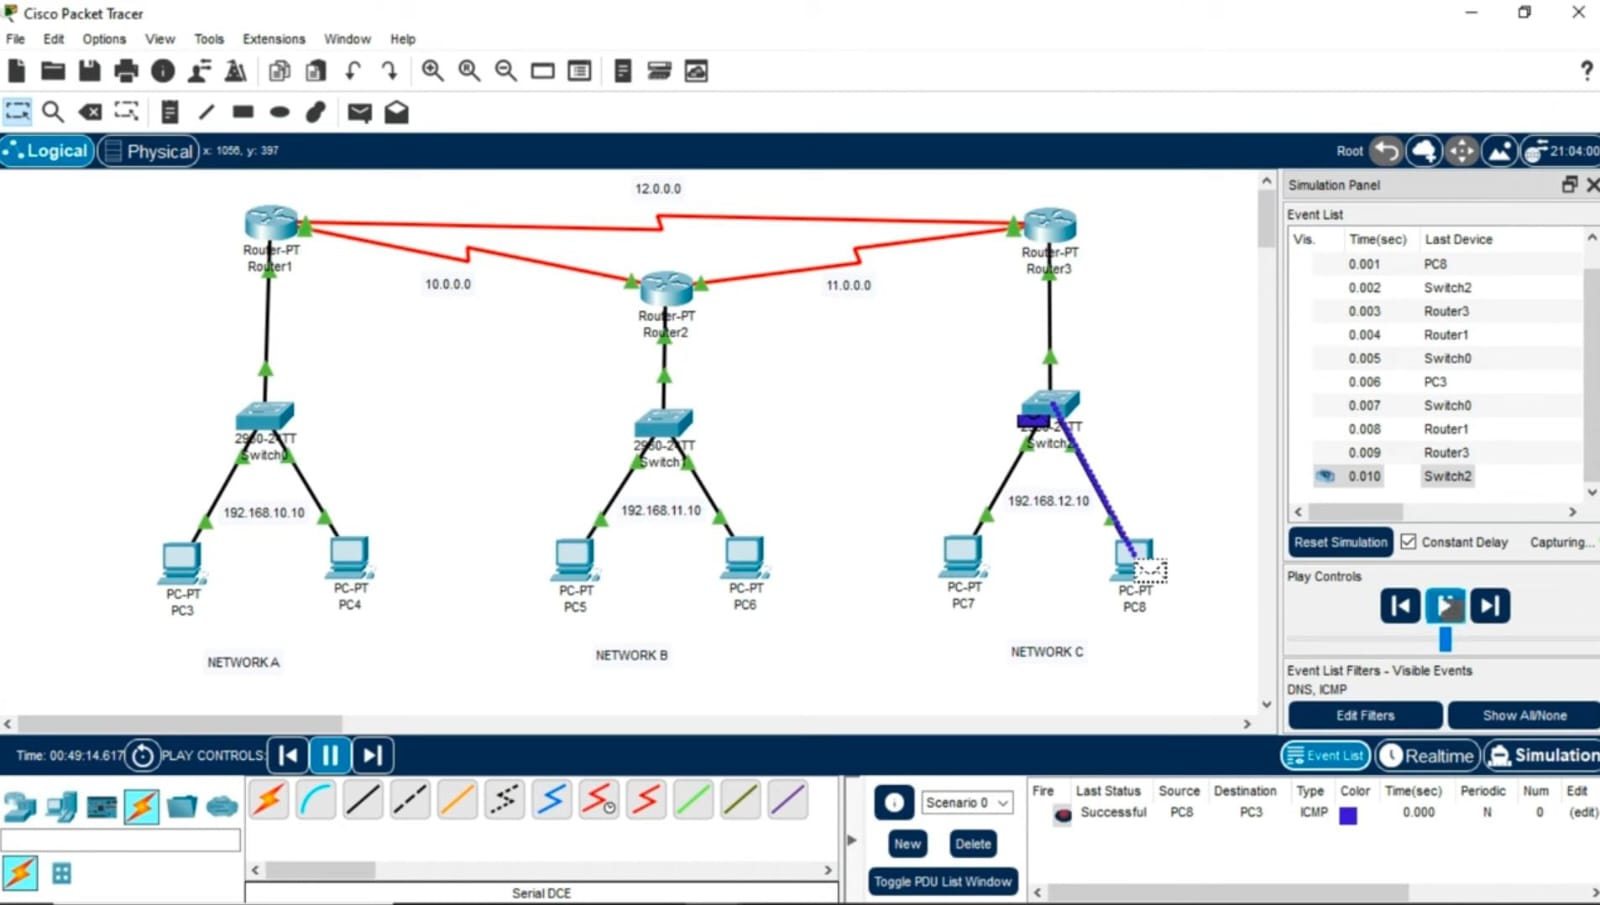 Cisco Packet Tracer
File Edit Options View Tools Extensions Window Help
?
Logical Physical x: 1056, y: 397 Root 21:04:00
12.0.0.0
Router-PT
Router1
Router-PT
Router3
10.0.0.0
11.0.0.0
Router-PT
Router2
2950-24TT
Switch0
2950-24TT
Switch1
2950-24TT
Switch2
192.168.10.10
192.168.11.10
192.168.12.10
PC-PT
PC3
PC-PT
PC4
PC-PT
PC5
PC-PT
PC6
PC-PT
PC7
PC-PT
PC8
NETWORK A
NETWORK B
NETWORK C
Simulation Panel
Event List
Vis. Time(sec) Last Device
0.001 PC8
0.002 Switch2
0.003 Router3
0.004 Router1
0.005 Switch0
0.006 PC3
0.007 Switch0
0.008 Router1
0.009 Router3
0.010 Switch2
Reset Simulation Constant Delay Capturing...
Play Controls
Event List Filters - Visible Events
DNS, ICMP
Edit Filters Show All/None
Time: 00:49:14.617 PLAY CONTROLS: Event List Realtime Simulation
Scenario 0
New Delete
Toggle PDU List Window
Serial DCE
Fire Last Status Source Destination Type Color Time(sec) Periodic Num Edit
Successful PC8 PC3 ICMP 0.000 N 0 (edit)